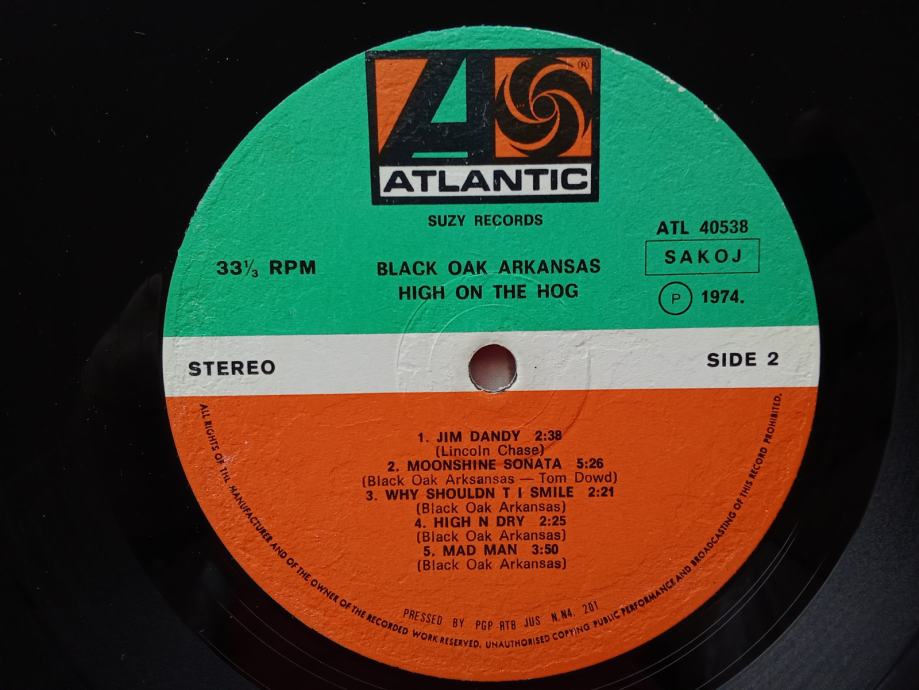 ATLANTIC
®
SUZY RECORDS
ATL 40538
SAKOJ
33⅓ RPM
BLACK OAK ARKANSAS
HIGH ON THE HOG
P 1974.
STEREO
SIDE 2
1. JIM DANDY 2:38
(Lincoln Chase)
2. MOONSHINE SONATA 5:26
(Black Oak Arksansas — Tom Dowd)
3. WHY SHOULDN T I SMILE 2:21
(Black Oak Arkansas)
4. HIGH N DRY 2:25
(Black Oak Arkansas)
5. MAD MAN 3:50
(Black Oak Arkansas)
PRESSED BY PGP RTB JUS N.N4. 201
ALL RIGHTS OF THE MANUFACTURER AND OF THE OWNER OF THE RECORDED WORK RESERVED. UNAUTHORISED COPYING PUBLIC PERFORMANCE AND BROADCASTING OF THIS RECORD PROHIBITED.